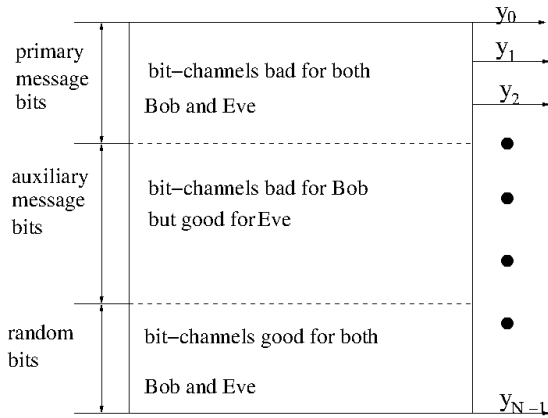 primary
message
bits
bit-channels bad for both
Bob and Eve
auxiliary
message
bits
bit-channels bad for Bob
but good for Eve
random
bits
bit-channels good for both
Bob and Eve
y0
y1
y2
yN-1